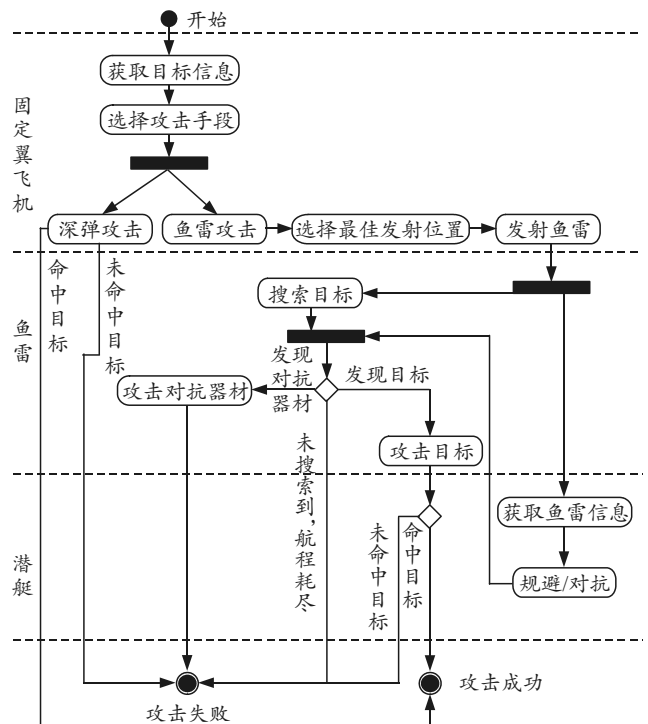 开始
获取目标信息
选择攻击手段
固定翼飞机
深弹攻击
鱼雷攻击
选择最佳发射位置
发射鱼雷
命中目标
未命中目标
鱼雷
搜索目标
发现对抗器材
发现目标
攻击对抗器材
攻击目标
未搜索到，航程耗尽
获取鱼雷信息
未命中目标
命中目标
潜艇
规避/对抗
攻击失败
攻击成功